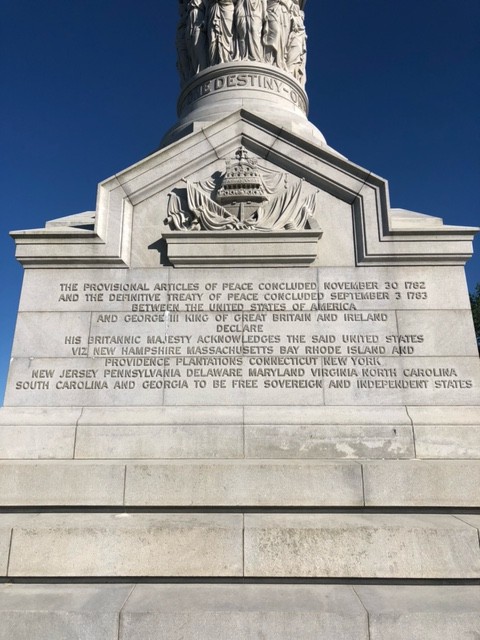 E DESTINY - O
THE PROVISIONAL ARTICLES OF PEACE CONCLUDED NOVEMBER 30 1782
AND THE DEFINITIVE TREATY OF PEACE CONCLUDED SEPTEMBER 3 1783
BETWEEN THE UNITED STATES OF AMERICA
AND GEORGE III KING OF GREAT BRITAIN AND IRELAND
DECLARE
HIS BRITANNIC MAJESTY ACKNOWLEDGES THE SAID UNITED STATES
VIZ NEW HAMPSHIRE MASSACHUSETTS BAY RHODE ISLAND AND
PROVIDENCE PLANTATIONS CONNECTICUT NEW YORK
NEW JERSEY PENNSYLVANIA DELAWARE MARYLAND VIRGINIA NORTH CAROLINA
SOUTH CAROLINA AND GEORGIA TO BE FREE SOVEREIGN AND INDEPENDENT STATES